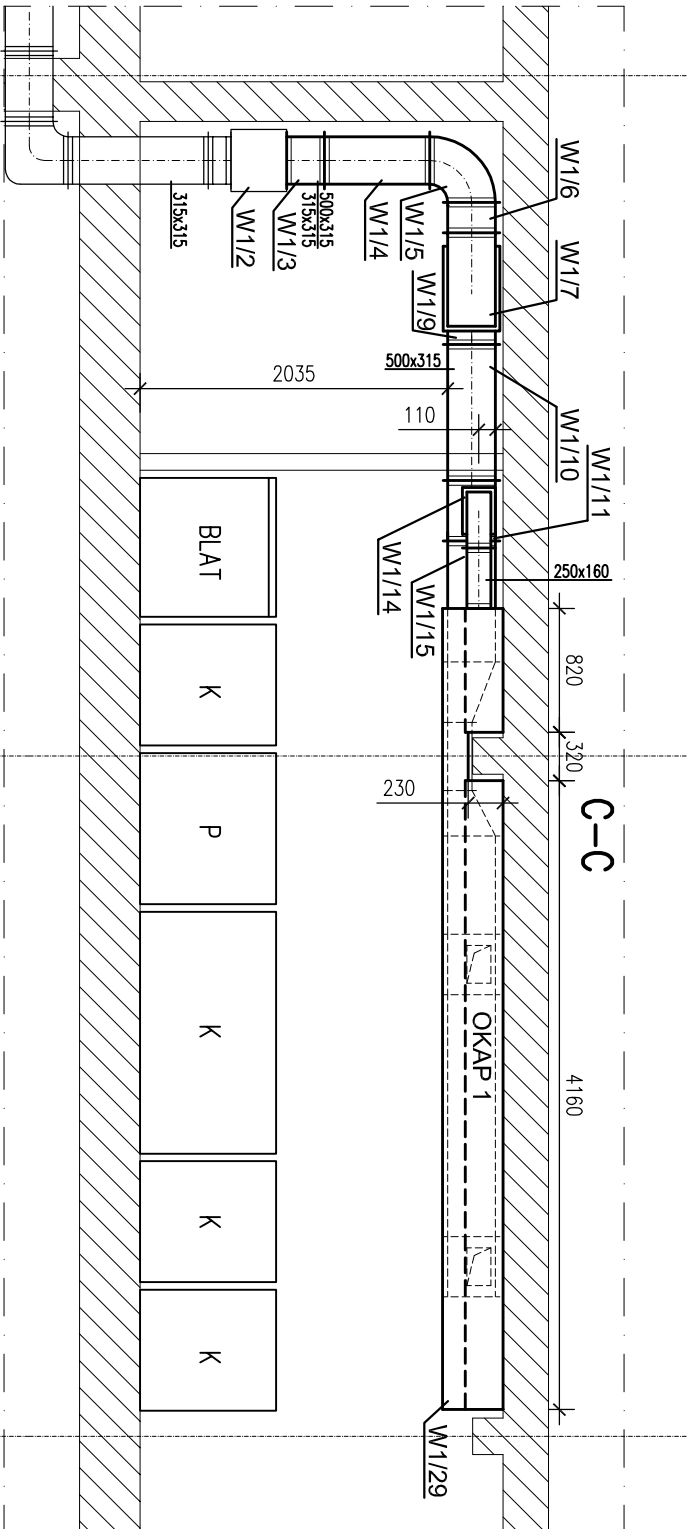 C-C
W1/6
W1/7
W1/10
W1/11
250x160
820
320
4160
W1/2
W1/3
W1/4
W1/5
W1/9
W1/14
W1/15
315x315
500x315
315x315
500x315
2035
110
230
OKAP 1
W1/29
BLAT
K
P
K
K
K